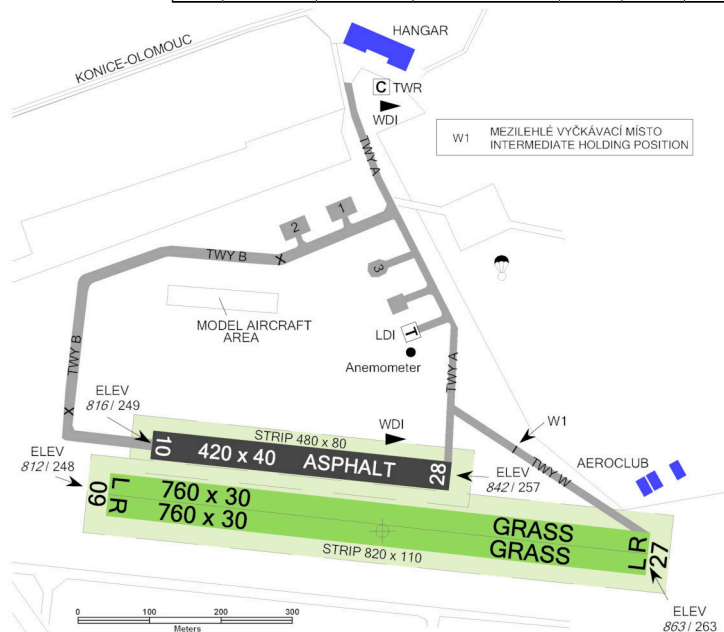 HANGAR
KONICE-OLOMOUC
C TWR
WDI
W1 MEZILEHLÉ VYČKÁVACÍ MÍSTO
INTERMEDIATE HOLDING POSITION
TWY A
1
2
TWY B
X
3
MODEL AIRCRAFT
AREA
LDI
T
Anemometer
TWY B
TWY A
X
ELEV
816 / 249
WDI
W1
STRIP 480 x 80
AEROCLUB
ELEV
812 / 248
10
420 x 40 ASPHALT
28
I
TWY W
ELEV
842 / 257
09
L
R
760 x 30
760 x 30
GRASS
GRASS
R
L
27
STRIP 820 x 110
ELEV
863 / 263
0 100 200 300
Meters